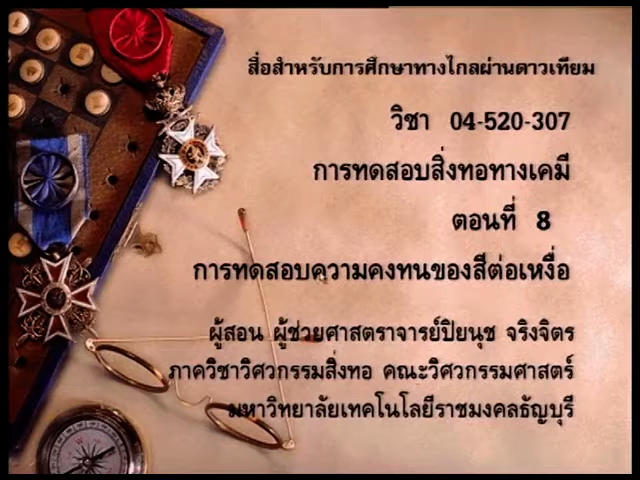 สื่อสำหรับการศึกษาทางไกลผ่านดาวเทียม
วิชา 04-520-307
การทดสอบสิ่งทอทางเคมี
ตอนที่ 8
การทดสอบความคงทนของสีต่อเหงื่อ
ผู้สอน ผู้ช่วยศาสตราจารย์ปิยนุช จริงจิตร
ภาควิชาวิศวกรรมสิ่งทอ คณะวิศวกรรมศาสตร์
มหาวิทยาลัยเทคโนโลยีราชมงคลธัญบุรี